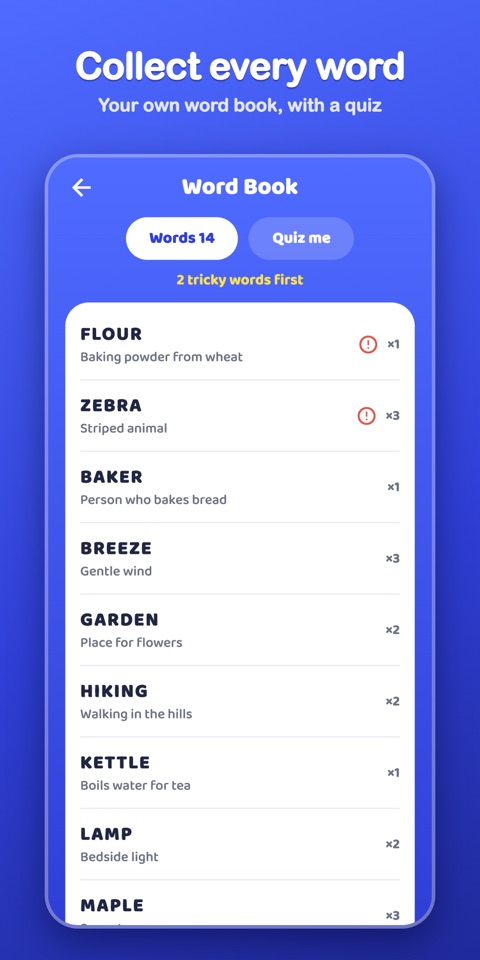 Collect every word
Your own word book, with a quiz
Word Book
Words 14
Quiz me
2 tricky words first
FLOUR
Baking powder from wheat
×1
ZEBRA
Striped animal
×3
BAKER
Person who bakes bread
×1
BREEZE
Gentle wind
×3
GARDEN
Place for flowers
×2
HIKING
Walking in the hills
×2
KETTLE
Boils water for tea
×1
LAMP
Bedside light
×2
MAPLE
×3